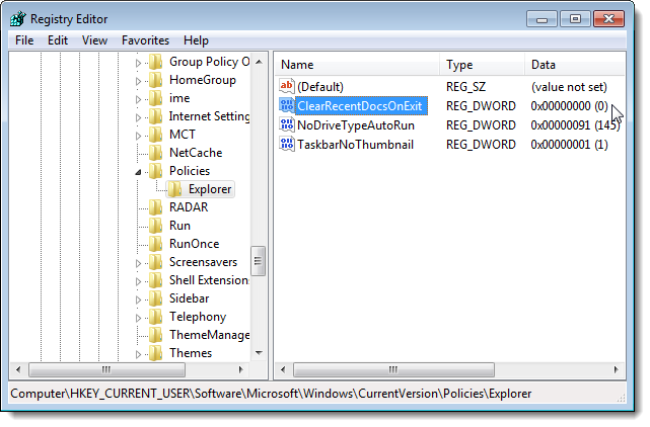 Registry Editor
File Edit View Favorites Help
Group Policy O
HomeGroup
ime
Internet Setting
MCT
NetCache
Policies
Explorer
RADAR
Run
RunOnce
Screensavers
Shell Extension
Sidebar
Telephony
ThemeManage
Themes
Name Type Data
(Default) REG_SZ (value not set)
ClearRecentDocsOnExit REG_DWORD 0x00000000 (0)
NoDriveTypeAutoRun REG_DWORD 0x00000091 (145)
TaskbarNoThumbnail REG_DWORD 0x00000001 (1)
Computer\HKEY_CURRENT_USER\Software\Microsoft\Windows\CurrentVersion\Policies\Explorer